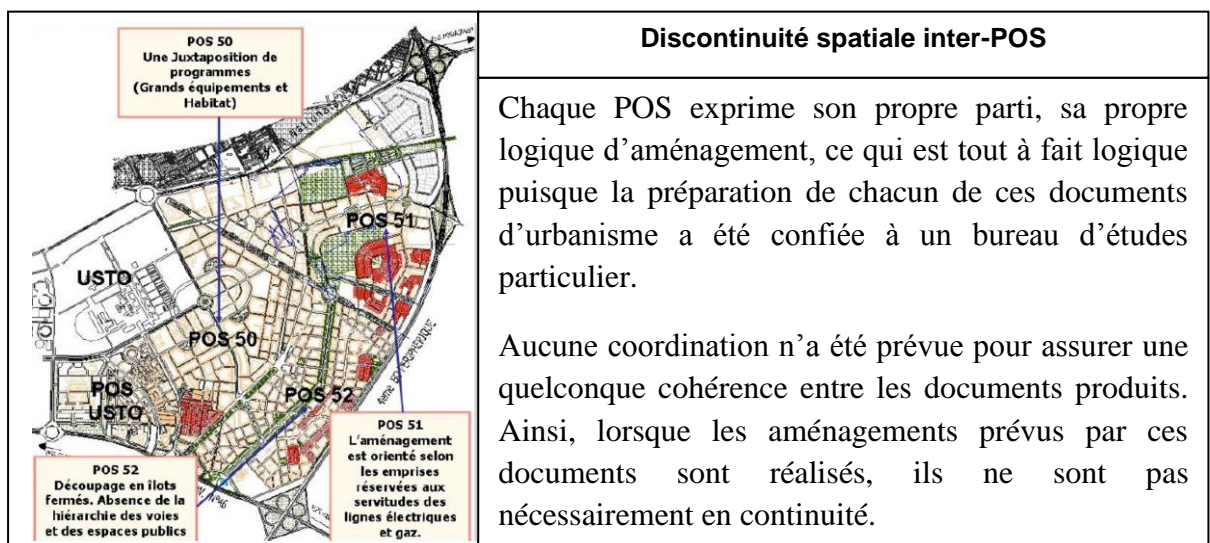 POS 50
Une Juxtaposition de
programmes
(Grands équipements et
Habitat)
POS 51
USTO
POS 50
POS
USTO
POS 52
4ème BD PERIPHERIQUE
POS 52
Découpage en îlots
fermés. Absence de la
hiérarchie des voies
et des espaces publics
POS 51
L'aménagement
est orienté selon
les emprises
réservées aux
servitudes des
lignes électriques
et gaz.
Discontinuité spatiale inter-POS
Chaque POS exprime son propre parti, sa propre
logique d'aménagement, ce qui est tout à fait logique
puisque la préparation de chacun de ces documents
d'urbanisme a été confiée à un bureau d'études
particulier.
Aucune coordination n'a été prévue pour assurer une
quelconque cohérence entre les documents produits.
Ainsi, lorsque les aménagements prévus par ces
documents sont réalisés, ils ne sont pas
nécessairement en continuité.